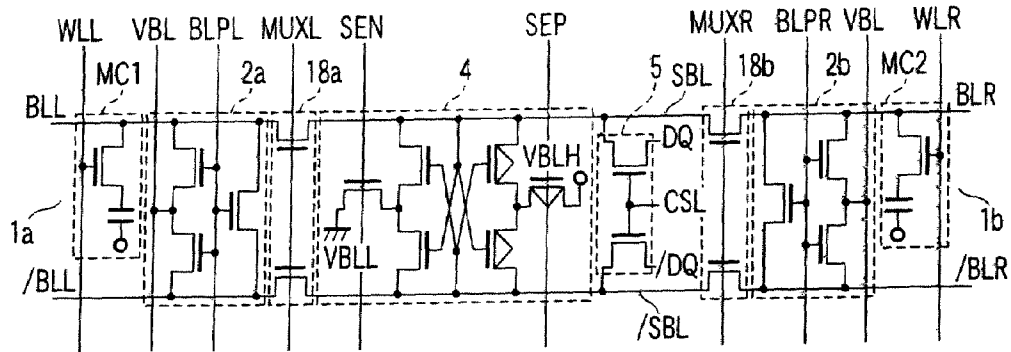 WLL VBL BLPL MUXL SEN SEP MUXR BLPR VBL WLR
MC1 2a 18a 4 5 SBL 18b 2b MC2
BLL BLR
DQ
VBLH
CSL
1a 1b
VBLL /DQ
/BLL /BLR
/SBL